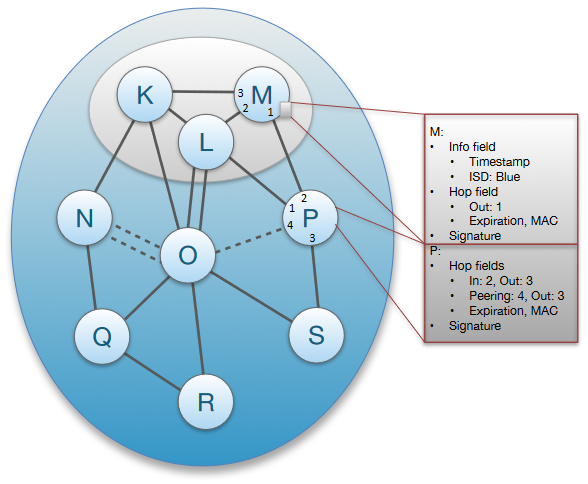 K
3
M
2
1
L
N
2
1
P
4
3
O
Q
S
R
M:
• Info field
• Timestamp
• ISD: Blue
• Hop field
• Out: 1
• Expiration, MAC
• Signature
P:
• Hop fields
• In: 2, Out: 3
• Peering: 4, Out: 3
• Expiration, MAC
• Signature